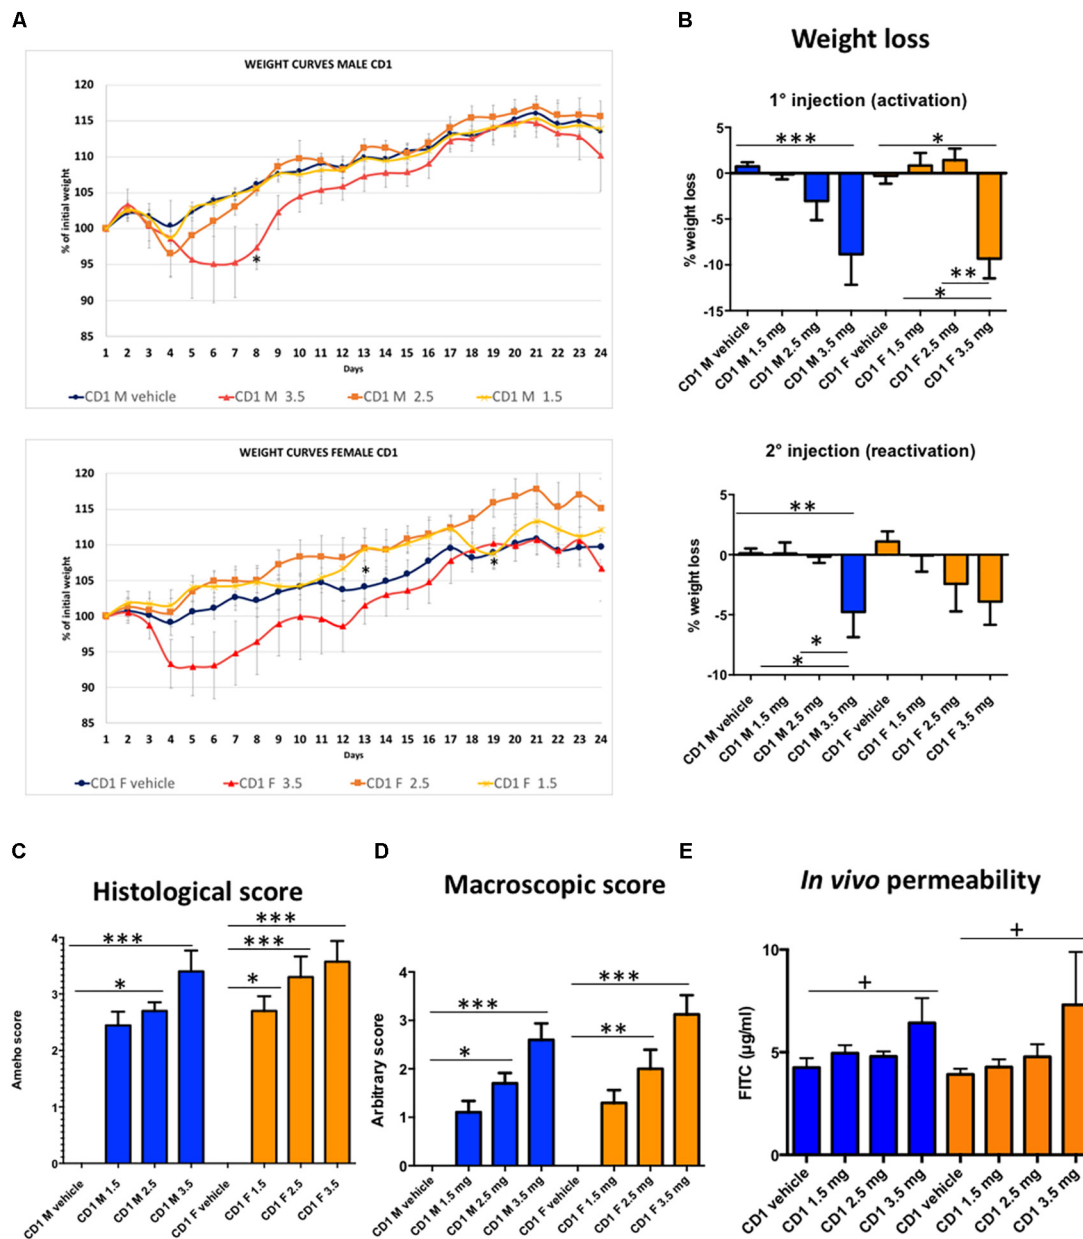 A
WEIGHT CURVES MALE CD1
120
115
110
105
100
95
90
85
% of initial weight
*
1 2 3 4 5 6 7 8 9 10 11 12 13 14 15 16 17 18 19 20 21 22 23 24
Days
CD1 M vehicle CD1 M 3.5 CD1 M 2.5 CD1 M 1.5
WEIGHT CURVES FEMALE CD1
120
115
110
105
100
95
90
85
% of initial weight
* *
1 2 3 4 5 6 7 8 9 10 11 12 13 14 15 16 17 18 19 20 21 22 23 24
Days
CD1 F vehicle CD1 F 3.5 CD1 F 2.5 CD1 F 1.5
B
Weight loss
1° injection (activation)
5
0
-5
-10
-15
% weight loss
*** *
**
*
CD1 M vehicle
CD1 M 1.5 mg
CD1 M 2.5 mg
CD1 M 3.5 mg
CD1 F vehicle
CD1 F 1.5 mg
CD1 F 2.5 mg
CD1 F 3.5 mg
2° injection (reactivation)
5
0
-5
-10
% weight loss
**
*
*
CD1 M vehicle
CD1 M 1.5 mg
CD1 M 2.5 mg
CD1 M 3.5 mg
CD1 F vehicle
CD1 F 1.5 mg
CD1 F 2.5 mg
CD1 F 3.5 mg
C
Histological score
4
3
2
1
0
Ameho score
***
*
***
***
*
CD1 M vehicle
CD1 M 1.5
CD1 M 2.5
CD1 M 3.5
CD1 F vehicle
CD1 F 1.5
CD1 F 2.5
CD1 F 3.5
D
Macroscopic score
4
3
2
1
0
Arbitrary score
***
*
***
**
CD1 M vehicle
CD1 M 1.5 mg
CD1 M 2.5 mg
CD1 M 3.5 mg
CD1 F vehicle
CD1 F 1.5 mg
CD1 F 2.5 mg
CD1 F 3.5 mg
E
In vivo permeability
10
5
0
FITC (µg/ml)
+
+
CD1 vehicle
CD1 1.5 mg
CD1 2.5 mg
CD1 3.5 mg
CD1 vehicle
CD1 1.5 mg
CD1 2.5 mg
CD1 3.5 mg